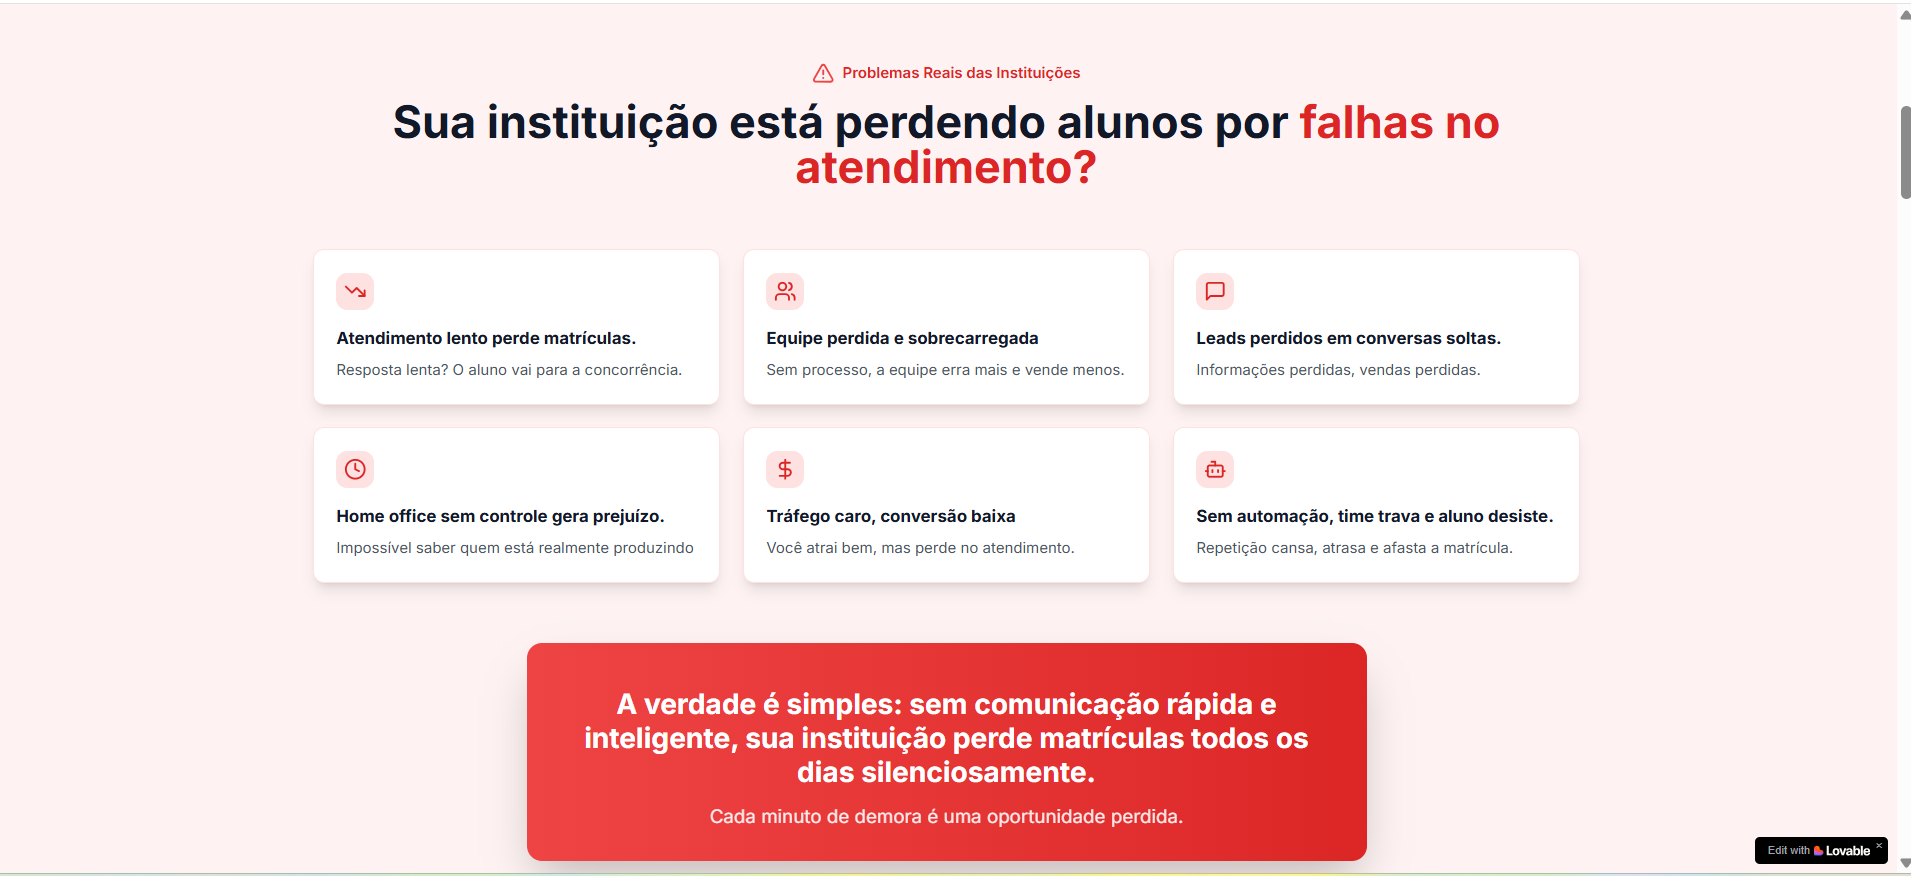 Problemas Reais das Instituições
Sua instituição está perdendo alunos por falhas no
atendimento?
Atendimento lento perde matrículas.
Resposta lenta? O aluno vai para a concorrência.
Equipe perdida e sobrecarregada
Sem processo, a equipe erra mais e vende menos.
Leads perdidos em conversas soltas.
Informações perdidas, vendas perdidas.
Home office sem controle gera prejuízo.
Impossível saber quem está realmente produzindo
Tráfego caro, conversão baixa
Você atrai bem, mas perde no atendimento.
Sem automação, time trava e aluno desiste.
Repetição cansa, atrasa e afasta a matrícula.
A verdade é simples: sem comunicação rápida e
inteligente, sua instituição perde matrículas todos os
dias silenciosamente.
Cada minuto de demora é uma oportunidade perdida.
Edit with Lovable